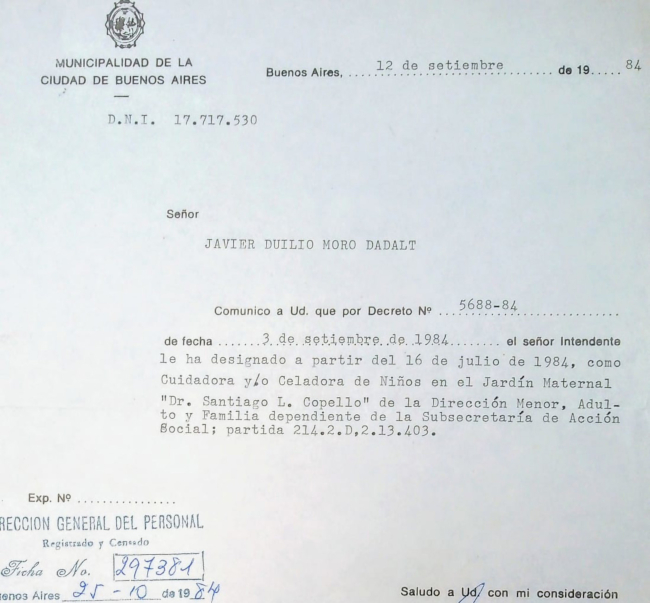 MUNICIPALIDAD DE LA
CIUDAD DE BUENOS AIRES
Buenos Aires, 12 de setiembre de 19 84
D.N.I. 17.717.530
Señor
JAVIER DUILIO MORO DADALT
Comunico a Ud. que por Decreto Nº 5688-84
de fecha 3 de setiembre de 1984 el señor Intendente
le ha designado a partir del 16 de julio de 1984, como
Cuidadora y/o Celadora de Niños en el Jardín Maternal
"Dr. Santiago L. Copello" de la Dirección Menor, Adul-
to y Familia dependiente de la Subsecretaría de Acción
Social; partida 214.2.D,2.13.403.
Exp. Nº
RECCION GENERAL DEL PERSONAL
Registrado y Censado
Ficha No. 297381
enos Aires 25 - 10 de 19 84
Saludo a Ud. con mi consideración